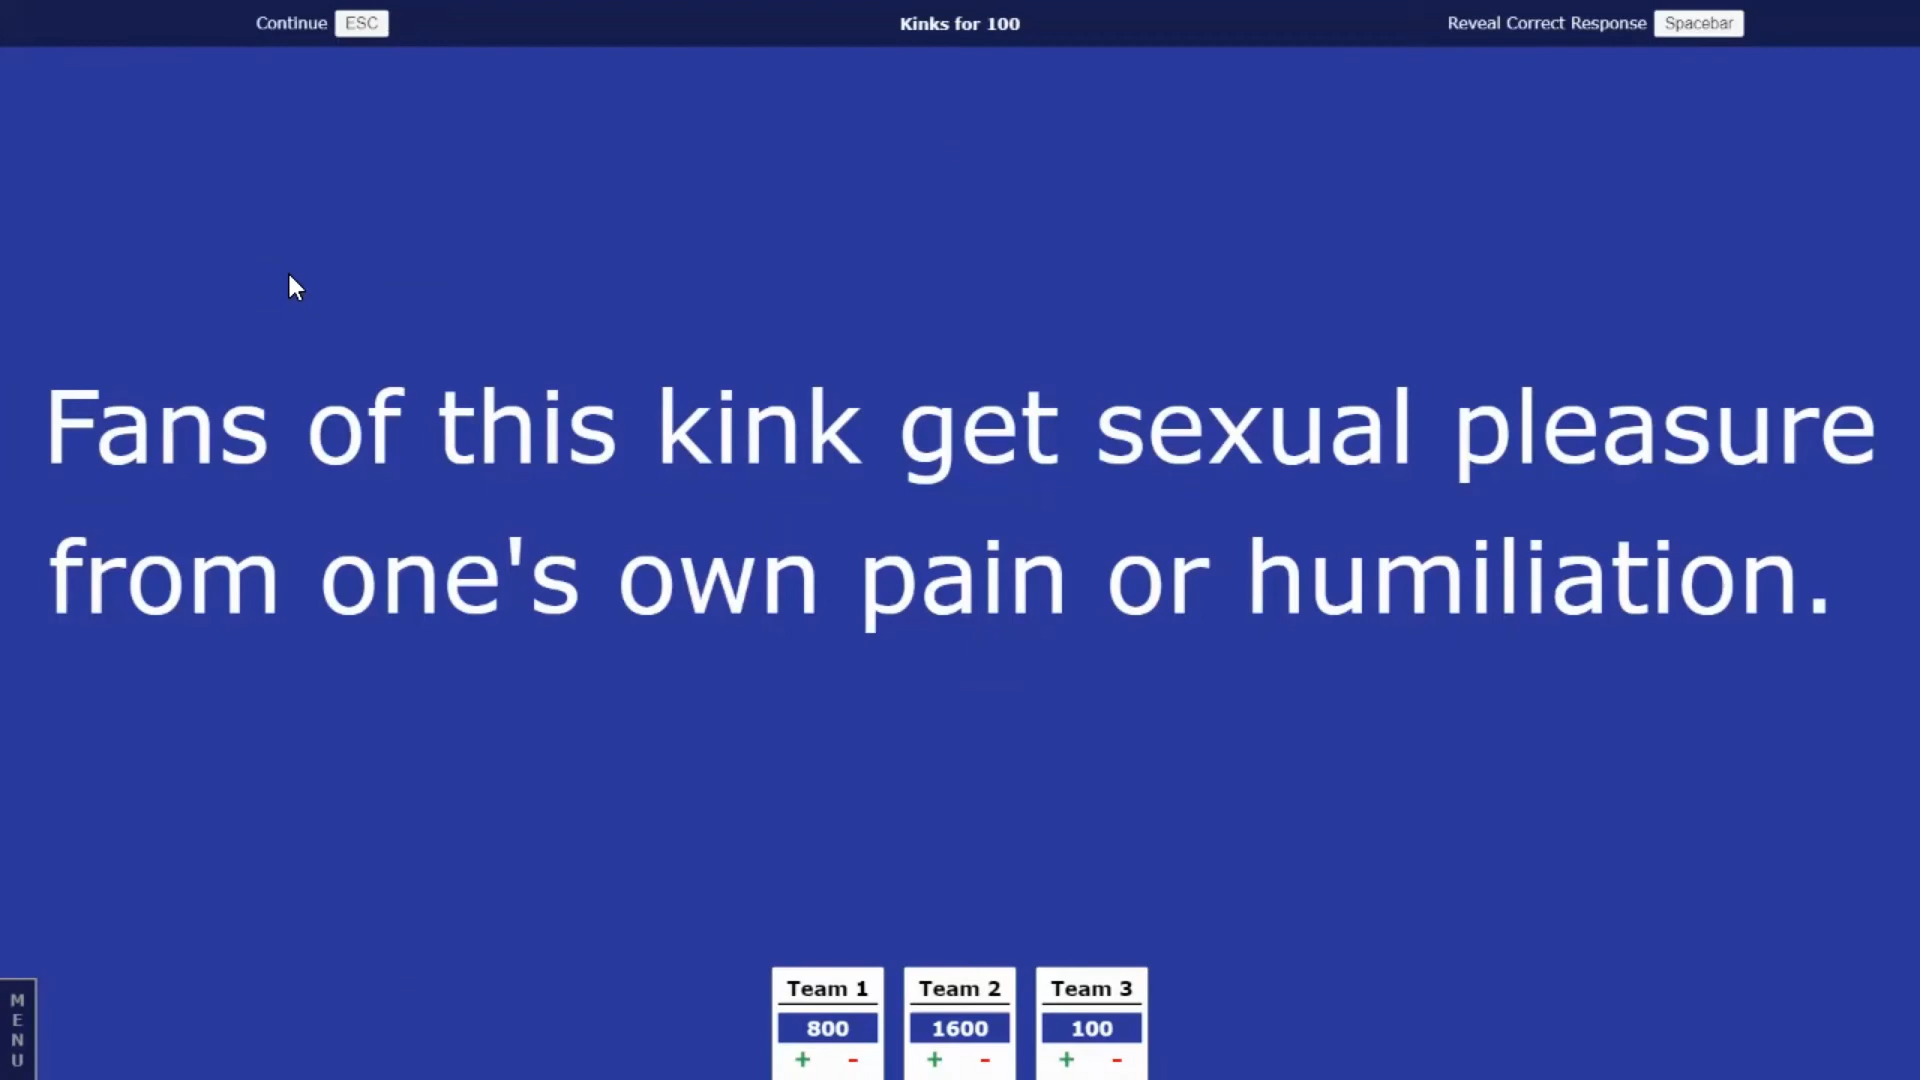 Continue ESC Kinks for 100 Reveal Correct Response Spacebar
Fans of this kink get sexual pleasure
from one's own pain or humiliation.
MENU
Team 1 Team 2 Team 3
800 1600 100
+ - + - + -